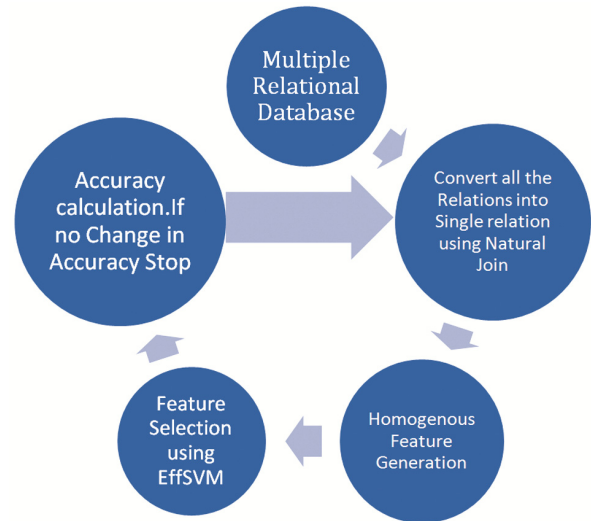 Multiple
Relational
Database
Convert all the
Relations into
Single relation
using Natural
Join
Homogenous
Feature
Generation
Feature
Selection
using
EffSVM
Accuracy
calculation.If
no Change in
Accuracy Stop